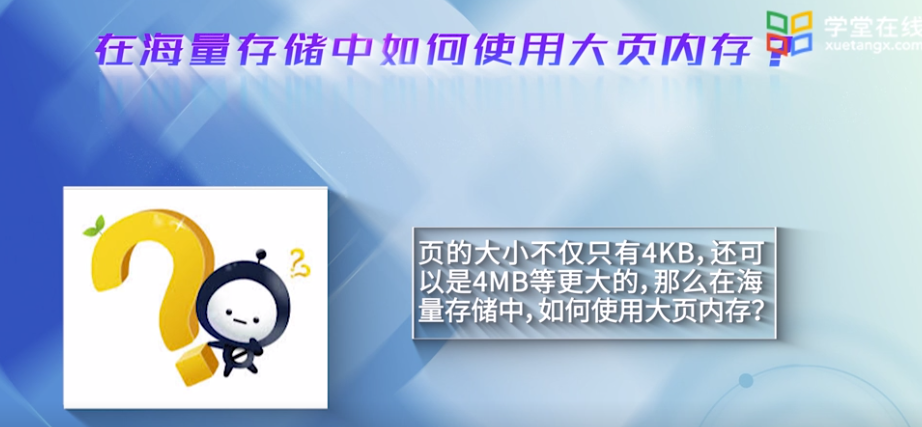 在海量存储中如何使用大页内存？
学堂在线
xuetangx.com
页的大小不仅只有4KB，还可
以是4MB等更大的，那么在海
量存储中，如何使用大页内存？